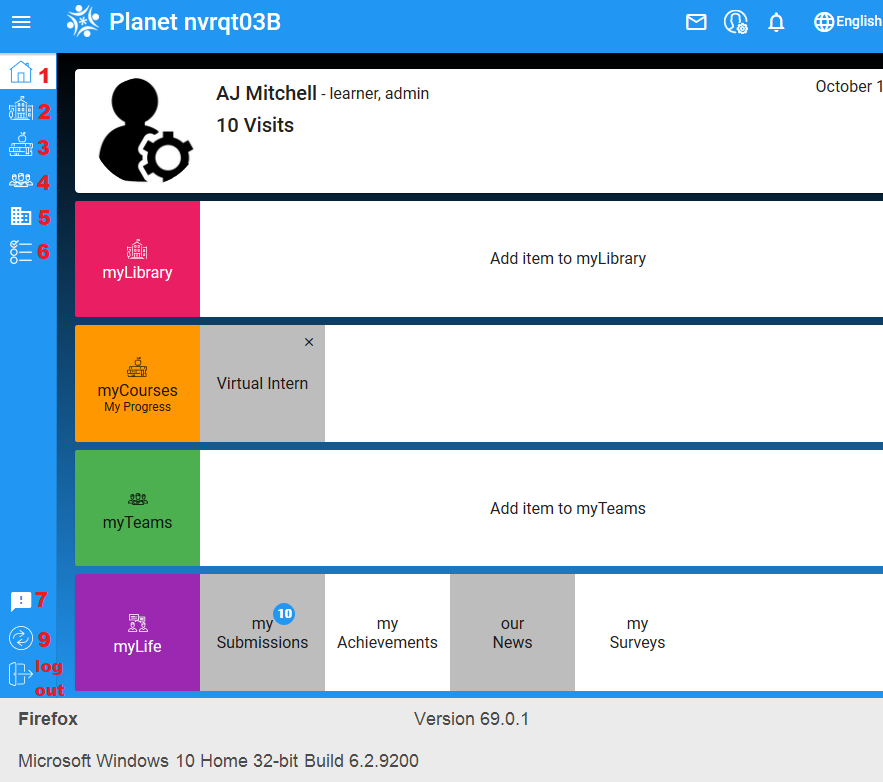 Planet nvrqt03B
English
1
2
3
4
5
6
7
9
log
out
AJ Mitchell - learner, admin
October 1
10 Visits
myLibrary
Add item to myLibrary
myCourses
My Progress
Virtual Intern
myTeams
Add item to myTeams
myLife
10
my
Submissions
my
Achievements
our
News
my
Surveys
Firefox Version 69.0.1
Microsoft Windows 10 Home 32-bit Build 6.2.9200